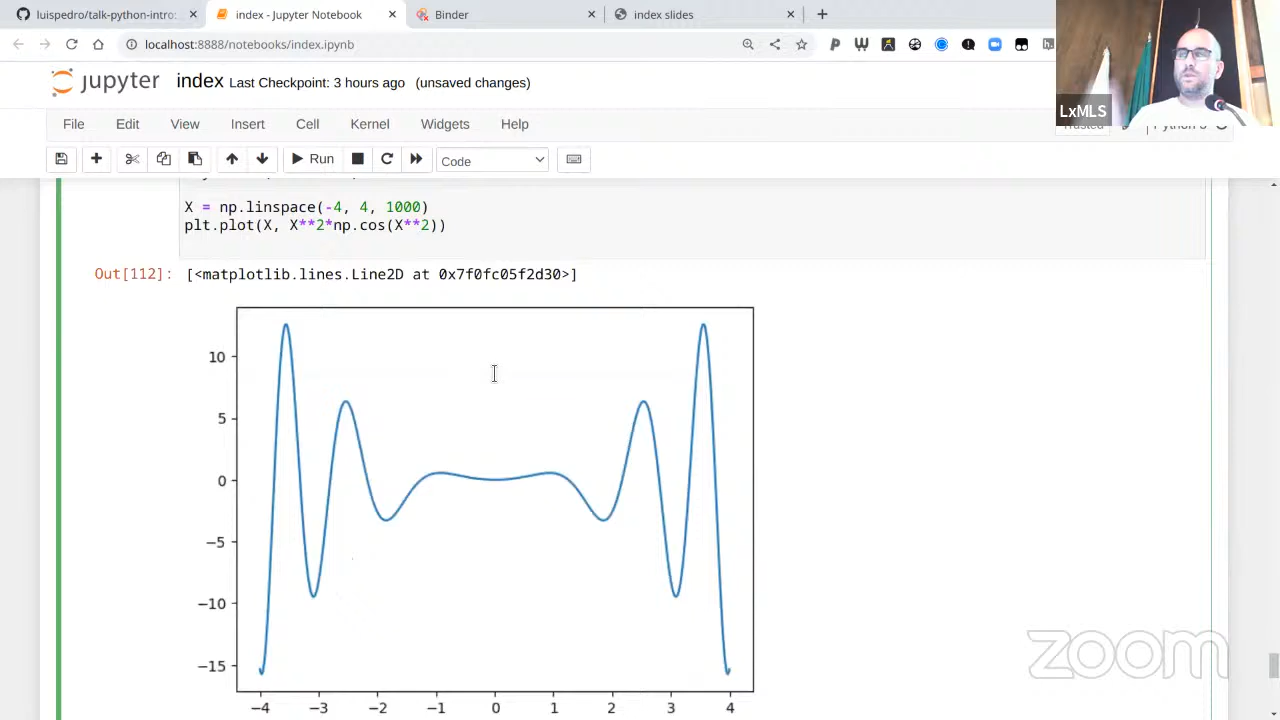 luispedro/talk-python-intro:
index - Jupyter Notebook
Binder
index slides
localhost:8888/notebooks/index.ipynb
jupyter index Last Checkpoint: 3 hours ago (unsaved changes)
LxMLS
File Edit View Insert Cell Kernel Widgets Help
Run
Code
X = np.linspace(-4, 4, 1000)
plt.plot(X, X**2*np.cos(X**2))
Out[112]: [<matplotlib.lines.Line2D at 0x7f0fc05f2d30>]
10
5
0
−5
−10
−15
−4 −3 −2 −1 0 1 2 3 4
zoom